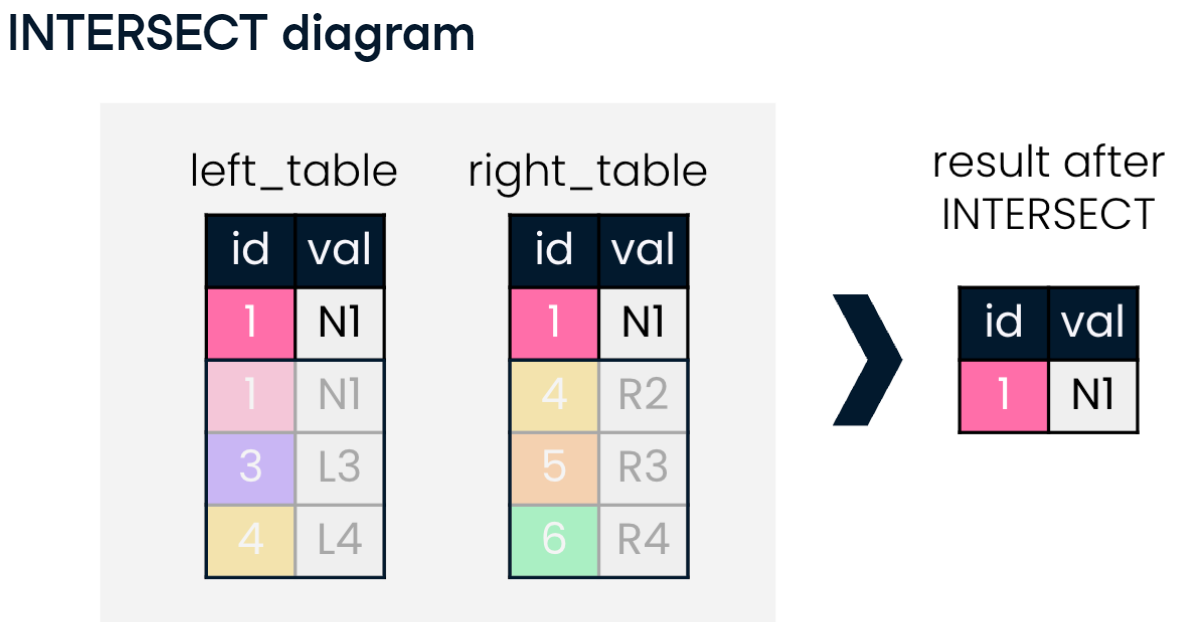 INTERSECT diagram
left_table
id val
1 N1
1 N1
3 L3
4 L4
right_table
id val
1 N1
4 R2
5 R3
6 R4
result after
INTERSECT
id val
1 N1